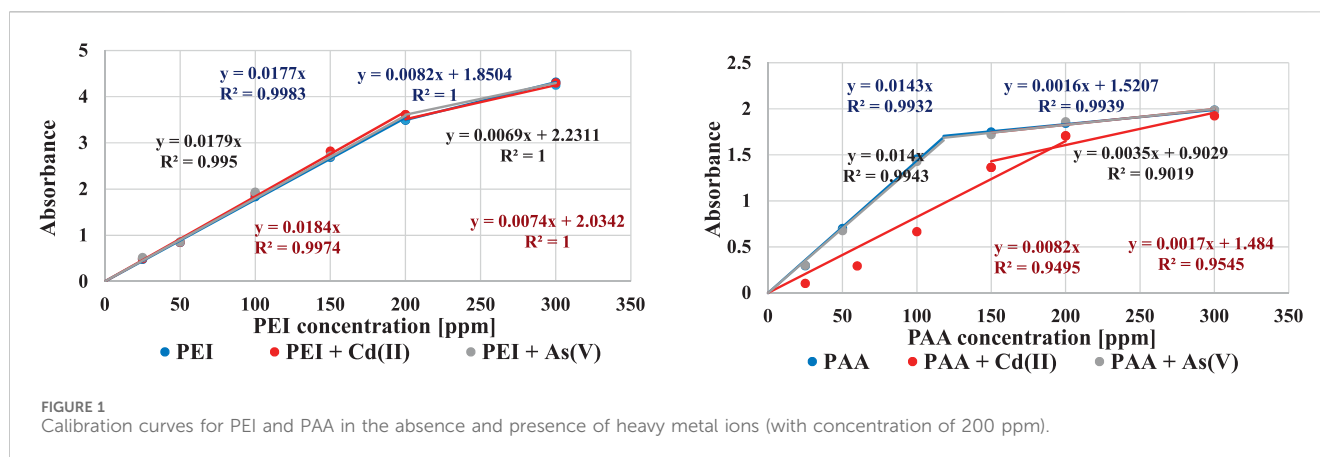 5
4
3
2
1
0
Absorbance
y = 0.0177x
R² = 0.9983
y = 0.0082x + 1.8504
R² = 1
y = 0.0179x
R² = 0.995
y = 0.0069x + 2.2311
R² = 1
y = 0.0184x
R² = 0.9974
y = 0.0074x + 2.0342
R² = 1
0 50 100 150 200 250 300 350
PEI concentration [ppm]
PEI PEI + Cd(II) PEI + As(V)
2.5
2
1.5
1
0.5
0
Absorbance
y = 0.0143x
R² = 0.9932
y = 0.0016x + 1.5207
R² = 0.9939
y = 0.014x
R² = 0.9943
y = 0.0035x + 0.9029
R² = 0.9019
y = 0.0082x
R² = 0.9495
y = 0.0017x + 1.484
R² = 0.9545
0 50 100 150 200 250 300 350
PAA concentration [ppm]
PAA PAA + Cd(II) PAA + As(V)
FIGURE 1
Calibration curves for PEI and PAA in the absence and presence of heavy metal ions (with concentration of 200 ppm).